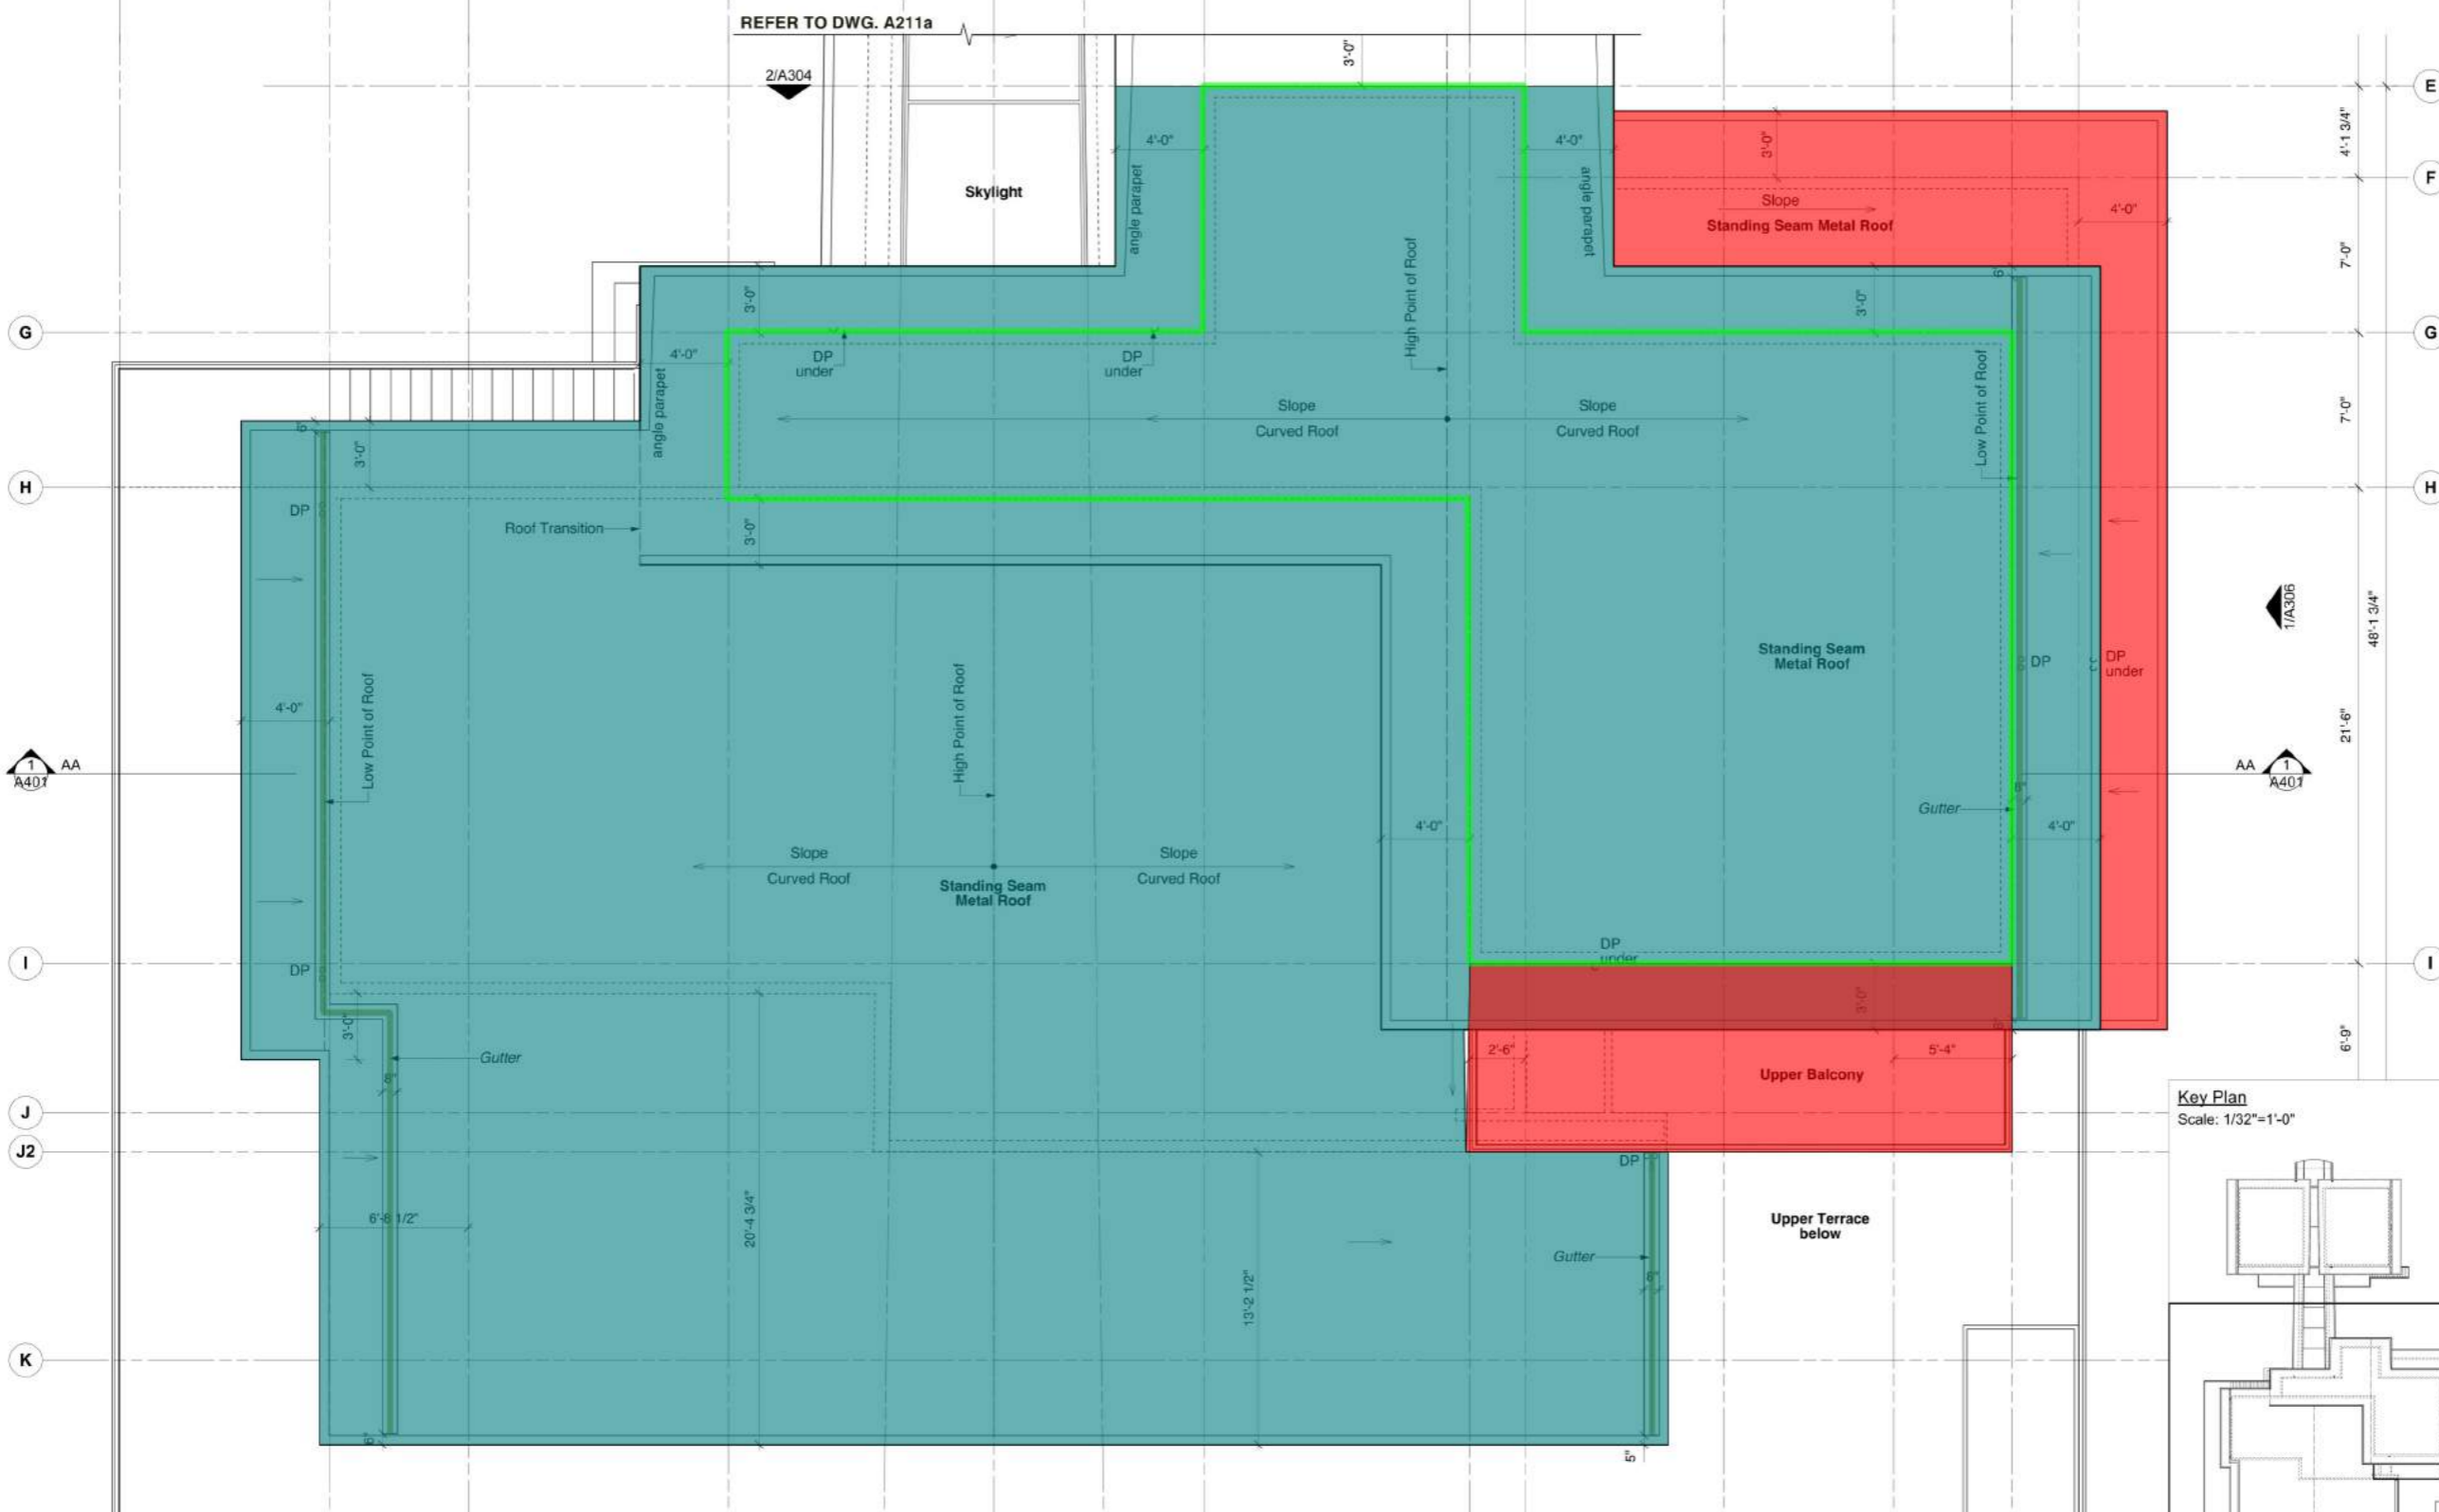 REFER TO DWG. A211a
2/A304
3'-0"
E
4'-1 3/4"
4'-0"
4'-0"
3'-0"
angle parapet
angle parapet
F
Skylight
Slope
4'-0"
Standing Seam Metal Roof
7'-0"
High Point of Roof
3'-0"
6"
3'-0"
G
G
4'-0"
DP
under
DP
under
Low Point of Roof
anglo parapet
Slope
Slope
7'-0"
Curved Roof
Curved Roof
6"
3'-0"
H
H
DP
Roof Transition
3'-0"
1/A306
48'-1 3/4"
Standing Seam
Metal Roof
DP
DP
under
Low Point of Roof
High Point of Roof
4'-0"
21'-6"
1
AA
A401
AA
1
A401
8"
Gutter
4'-0"
4'-0"
Slope
Slope
Curved Roof
Curved Roof
Standing Seam
Metal Roof
DP
under
I
DP
I
3'-0"
3'-0"
6"
6'-9"
Gutter
2'-6"
5'-4"
8"
Upper Balcony
Key Plan
Scale: 1/32"=1'-0"
J
J2
DP
6'-8 1/2"
20'-4 3/4"
Upper Terrace
below
Gutter
8"
13'-2 1/2"
K
6"
5"